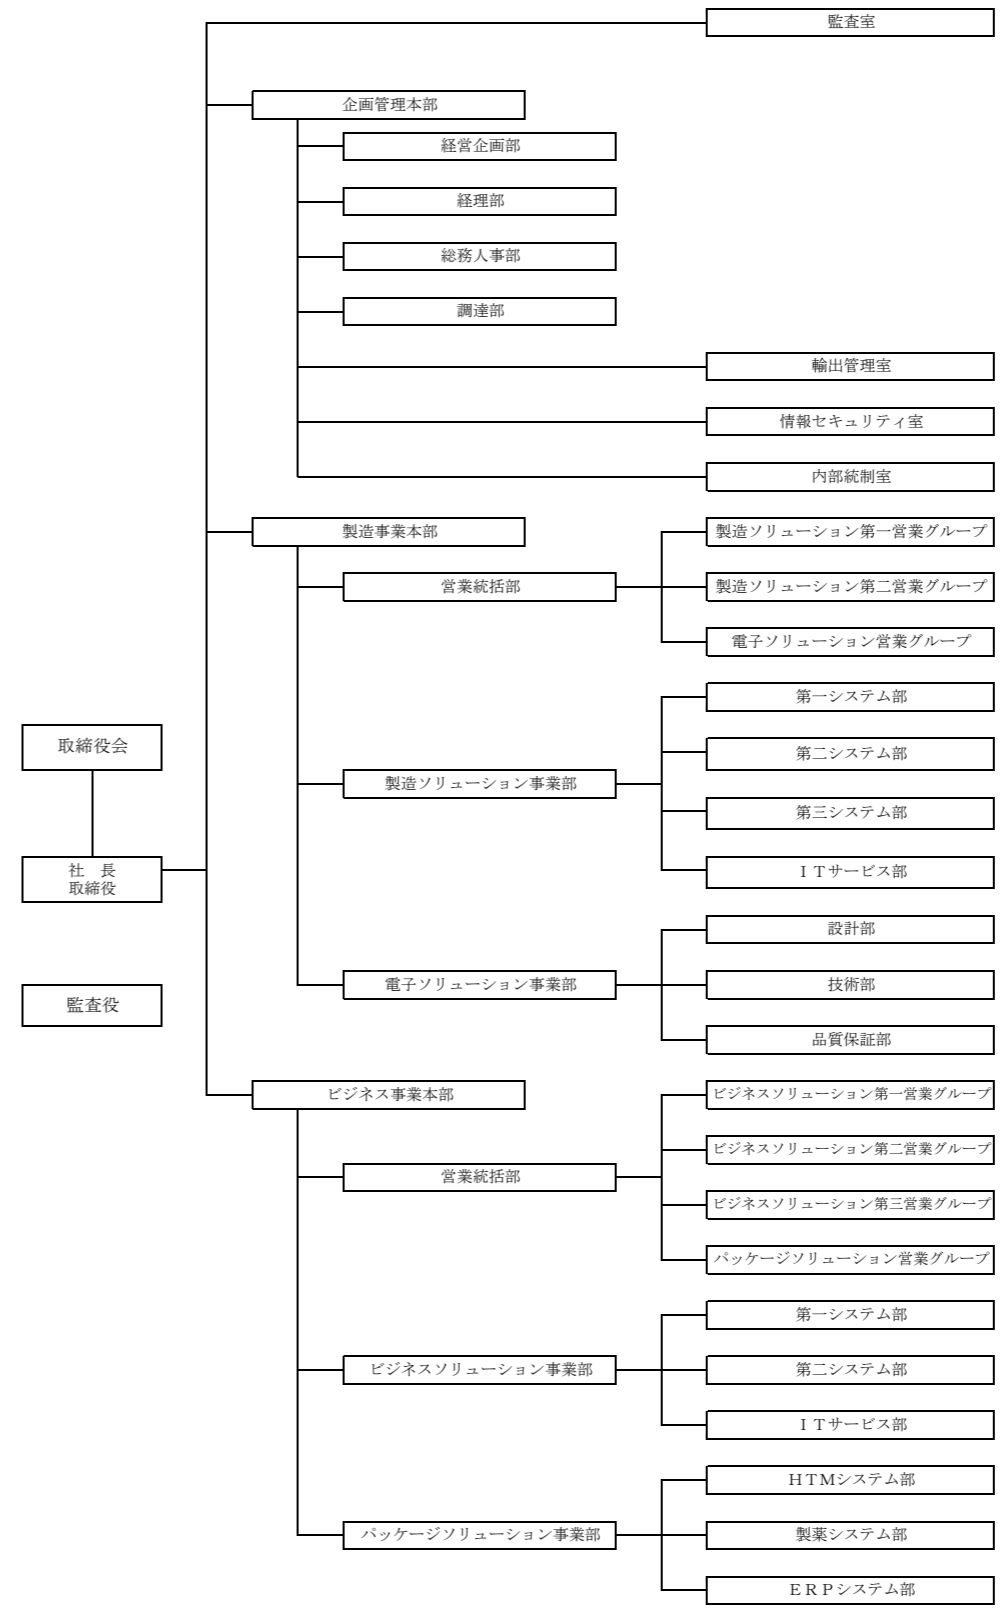 監査室
企画管理本部
経営企画部
経理部
総務人事部
調達部
輸出管理室
情報セキュリティ室
内部統制室
製造事業本部
製造ソリューション第一営業グループ
営業統括部
製造ソリューション第二営業グループ
電子ソリューション営業グループ
第一システム部
取締役会
第二システム部
製造ソリューション事業部
第三システム部
社　長
取締役
ＩＴサービス部
設計部
電子ソリューション事業部
技術部
監査役
品質保証部
ビジネス事業本部
ビジネスソリューション第一営業グループ
ビジネスソリューション第二営業グループ
営業統括部
ビジネスソリューション第三営業グループ
パッケージソリューション営業グループ
第一システム部
ビジネスソリューション事業部
第二システム部
ＩＴサービス部
ＨＴＭシステム部
パッケージソリューション事業部
製薬システム部
ＥＲＰシステム部